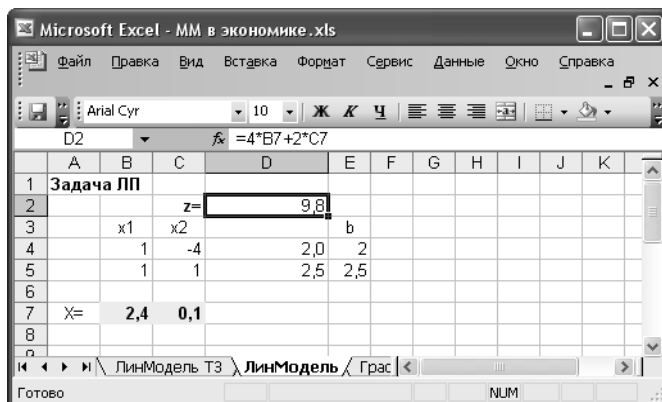 Microsoft Excel - ММ в экономике.xls
Файл Правка Вид Вставка Формат Сервис Данные Окно Справка
Arial Cyr 10 Ж К Ч
D2 fx =4*B7+2*C7
A B C D E F G H I J K
1 Задача ЛП
2 z= 9,8
3 x1 x2 b
4 1 -4 2,0 2
5 1 1 2,5 2,5
6
7 X= 2,4 0,1
8
9
ЛинМодель ТЗ ЛинМодель Грас
Готово NUM